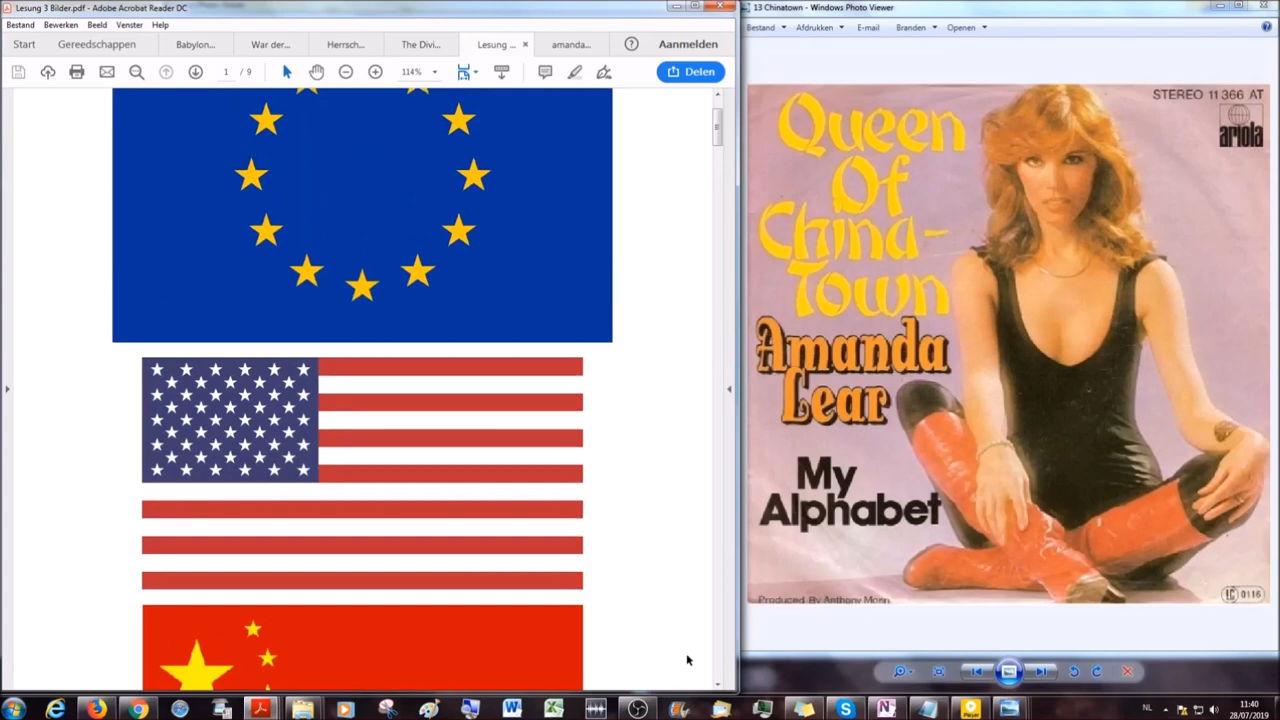 Lesung 3 Bilder.pdf - Adobe Acrobat Reader DC
Bestand Bewerken Beeld Venster Help
Start Gereedschappen Babylon... War der... Herrsch... The Divi... Lesung ... × amanda... Aanmelden
1 / 9 114% Delen
13 Chinatown - Windows Photo Viewer
Bestand Afdrukken E-mail Branden Openen
STEREO 11 366 AT
ariola
Queen
Of
China-
Town
Amanda
Lear
My
Alphabet
Produced By Anthony Monn
LC 0116
NL 11:40
28/07/2019